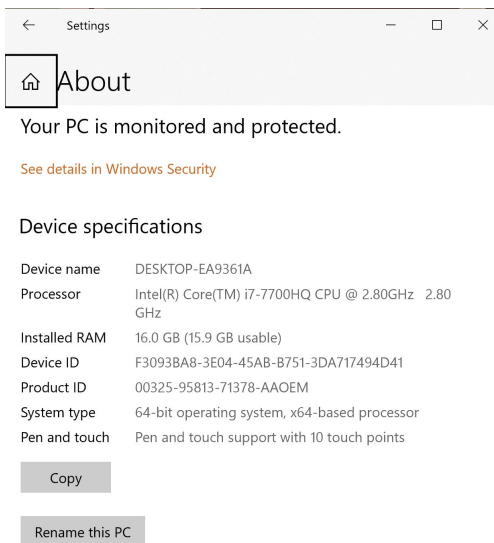 Settings
About
Your PC is monitored and protected.
See details in Windows Security
Device specifications
Device name DESKTOP-EA9361A
Processor Intel(R) Core(TM) i7-7700HQ CPU @ 2.80GHz 2.80
GHz
Installed RAM 16.0 GB (15.9 GB usable)
Device ID F3093BA8-3E04-45AB-B751-3DA717494D41
Product ID 00325-95813-71378-AAOEM
System type 64-bit operating system, x64-based processor
Pen and touch Pen and touch support with 10 touch points
Copy
Rename this PC